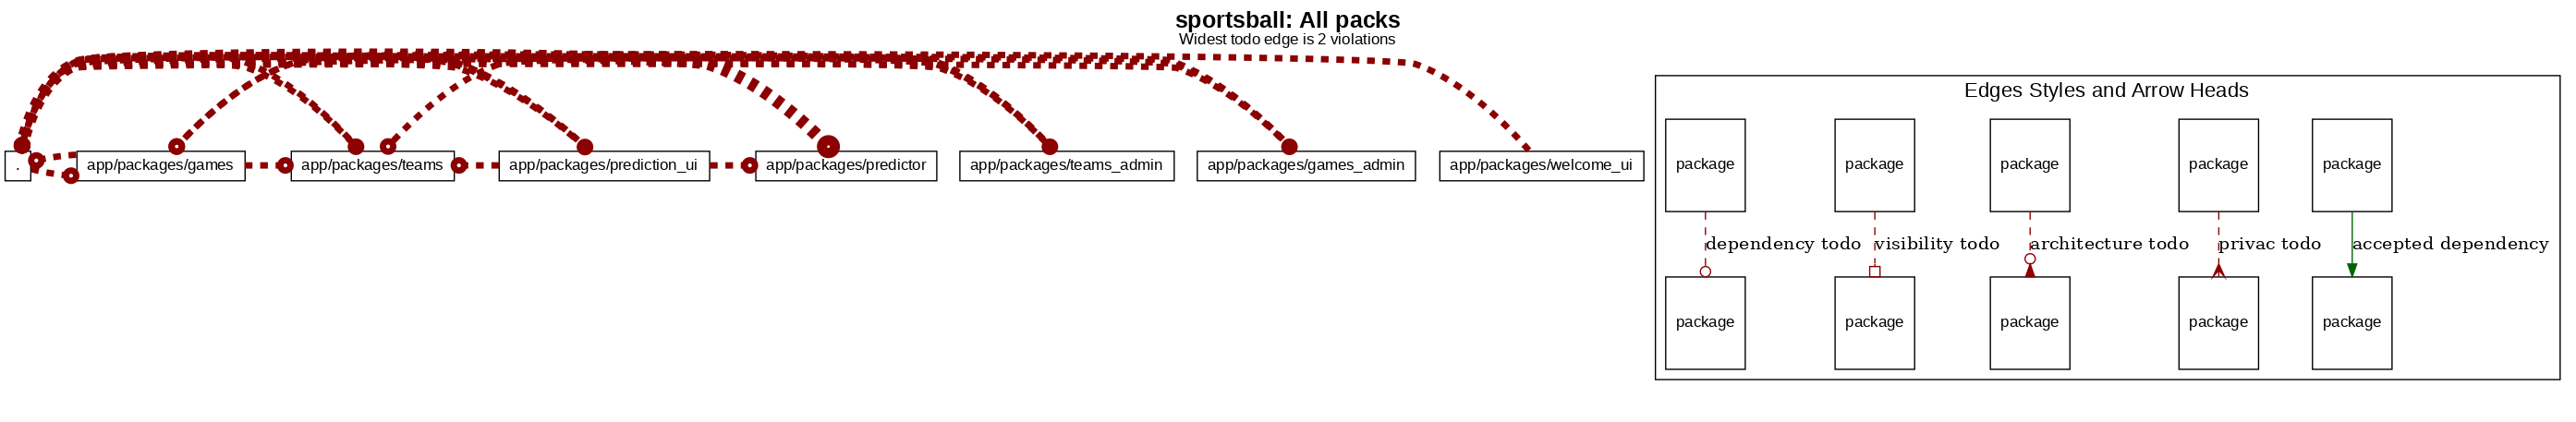 sportsball: All packs
Widest todo edge is 2 violations
Edges Styles and Arrow Heads
package package package package package
. app/packages/games app/packages/teams app/packages/prediction_ui app/packages/predictor app/packages/teams_admin app/packages/games_admin app/packages/welcome_ui
dependency todo visibility todo architecture todo privac todo accepted dependency
package package package package package